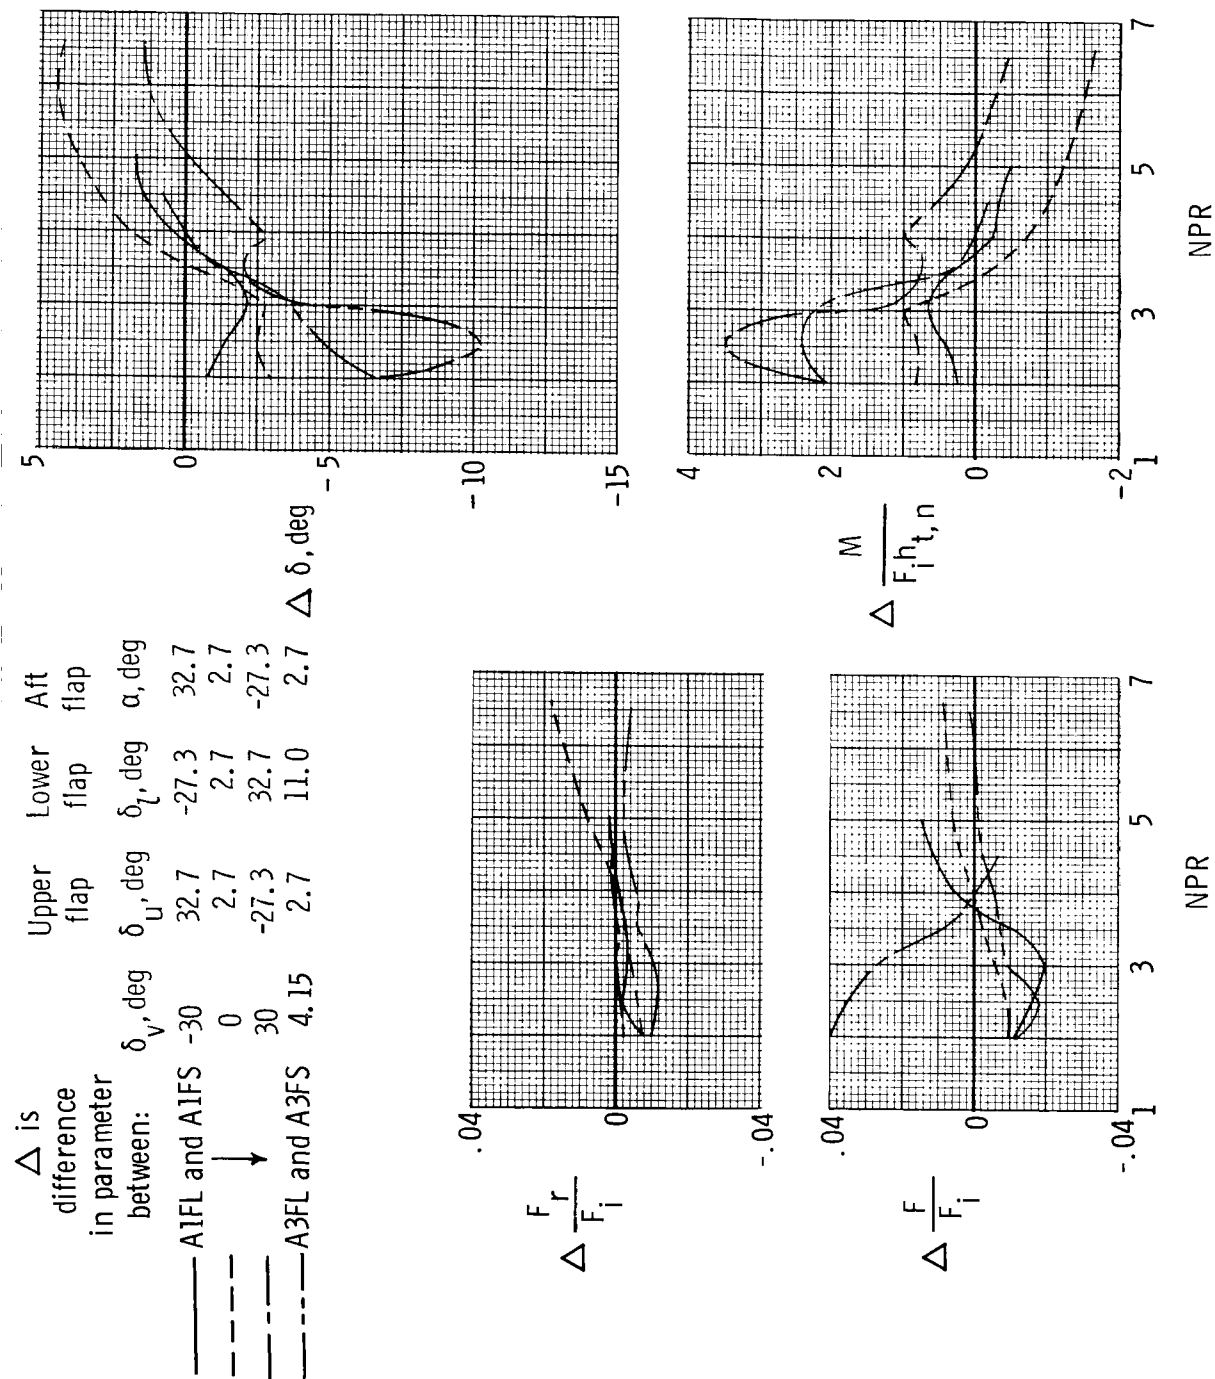 Δ is
difference
in parameter
between:
Upper flap Lower flap Aft flap
δv, deg δu, deg δl, deg α, deg
A1FL and A1FS -30 32.7 -27.3 32.7
0 2.7 2.7 2.7
30 -27.3 32.7 -27.3
A3FL and A3FS 4.15 2.7 11.0 2.7
Δ δ, deg
5
0
-5
-10
-15
Δ Fr/Fi
.04
0
-.04
Δ M/Fiht,n
4
2
0
-2
1 3 5 7
NPR
Δ F/Fi
.04
0
-.04
1 3 5 7
NPR